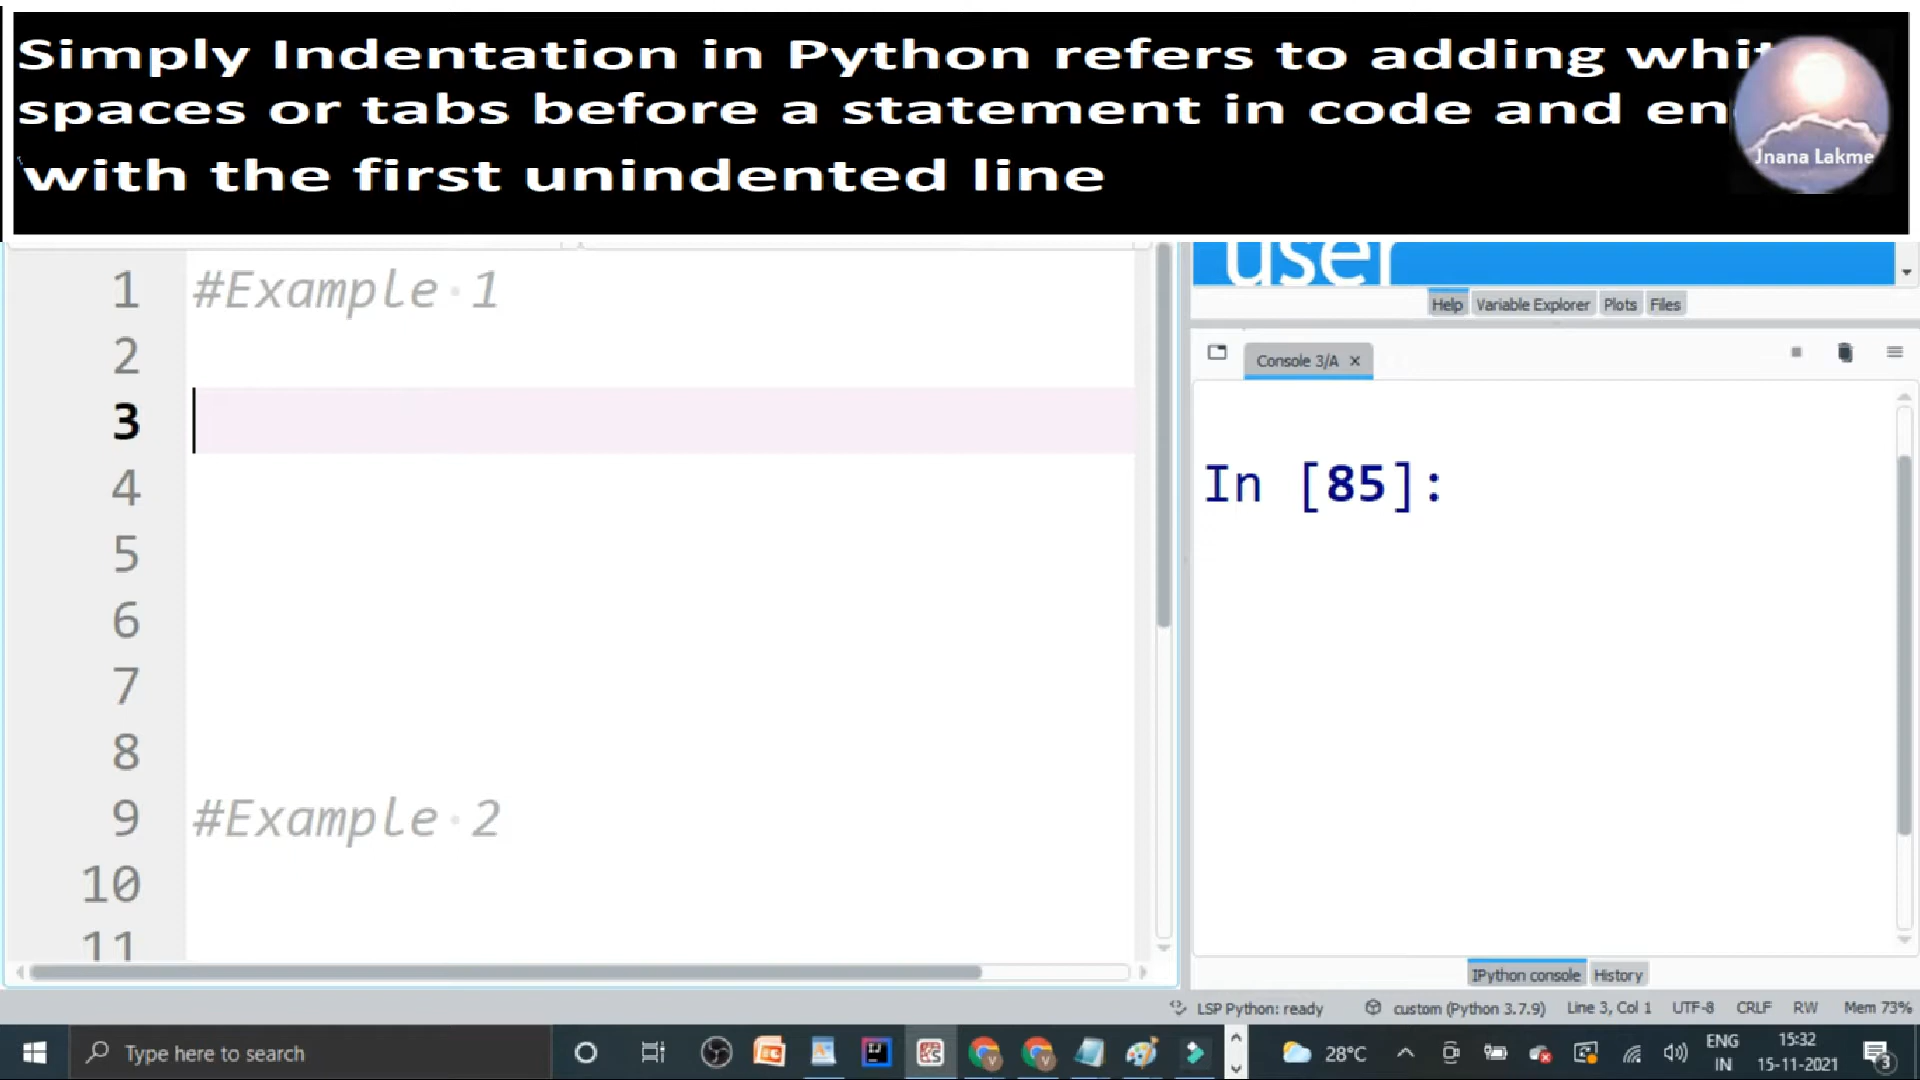 Simply Indentation in Python refers to adding
spaces or tabs before a statement in code and
with the first unindented line
Jnana Lakme
1 #Example 1
2
3
4
5
6
7
8
9 #Example 2
10
11
user
Help Variable Explorer Plots Files
Console 3/A
In [85]:
IPython console History
LSP Python: ready custom (Python 3.7.9) Line 3, Col 1 UTF-8 CRLF RW Mem 73%
Type here to search
28°C
ENG
IN
15:32
15-11-2021
3